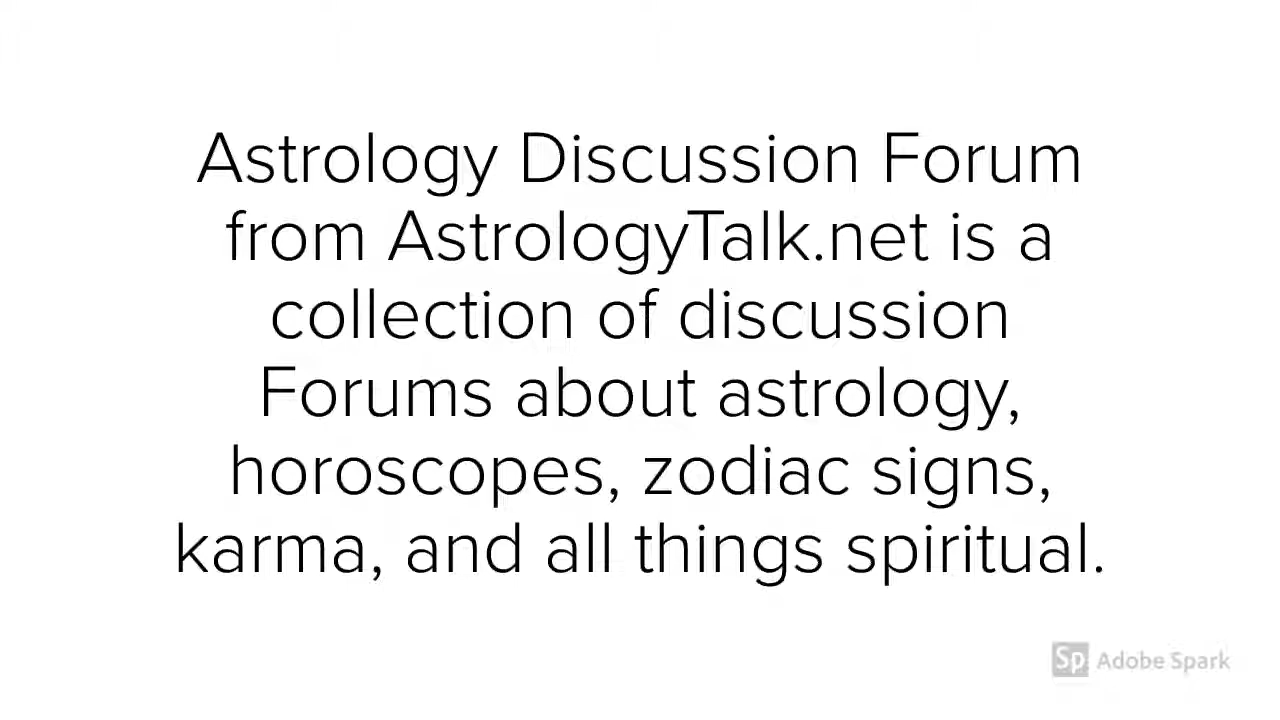 Astrology Discussion Forum
from AstrologyTalk.net is a
collection of discussion
Forums about astrology,
horoscopes, zodiac signs,
karma, and all things spiritual.
Sp Adobe Spark